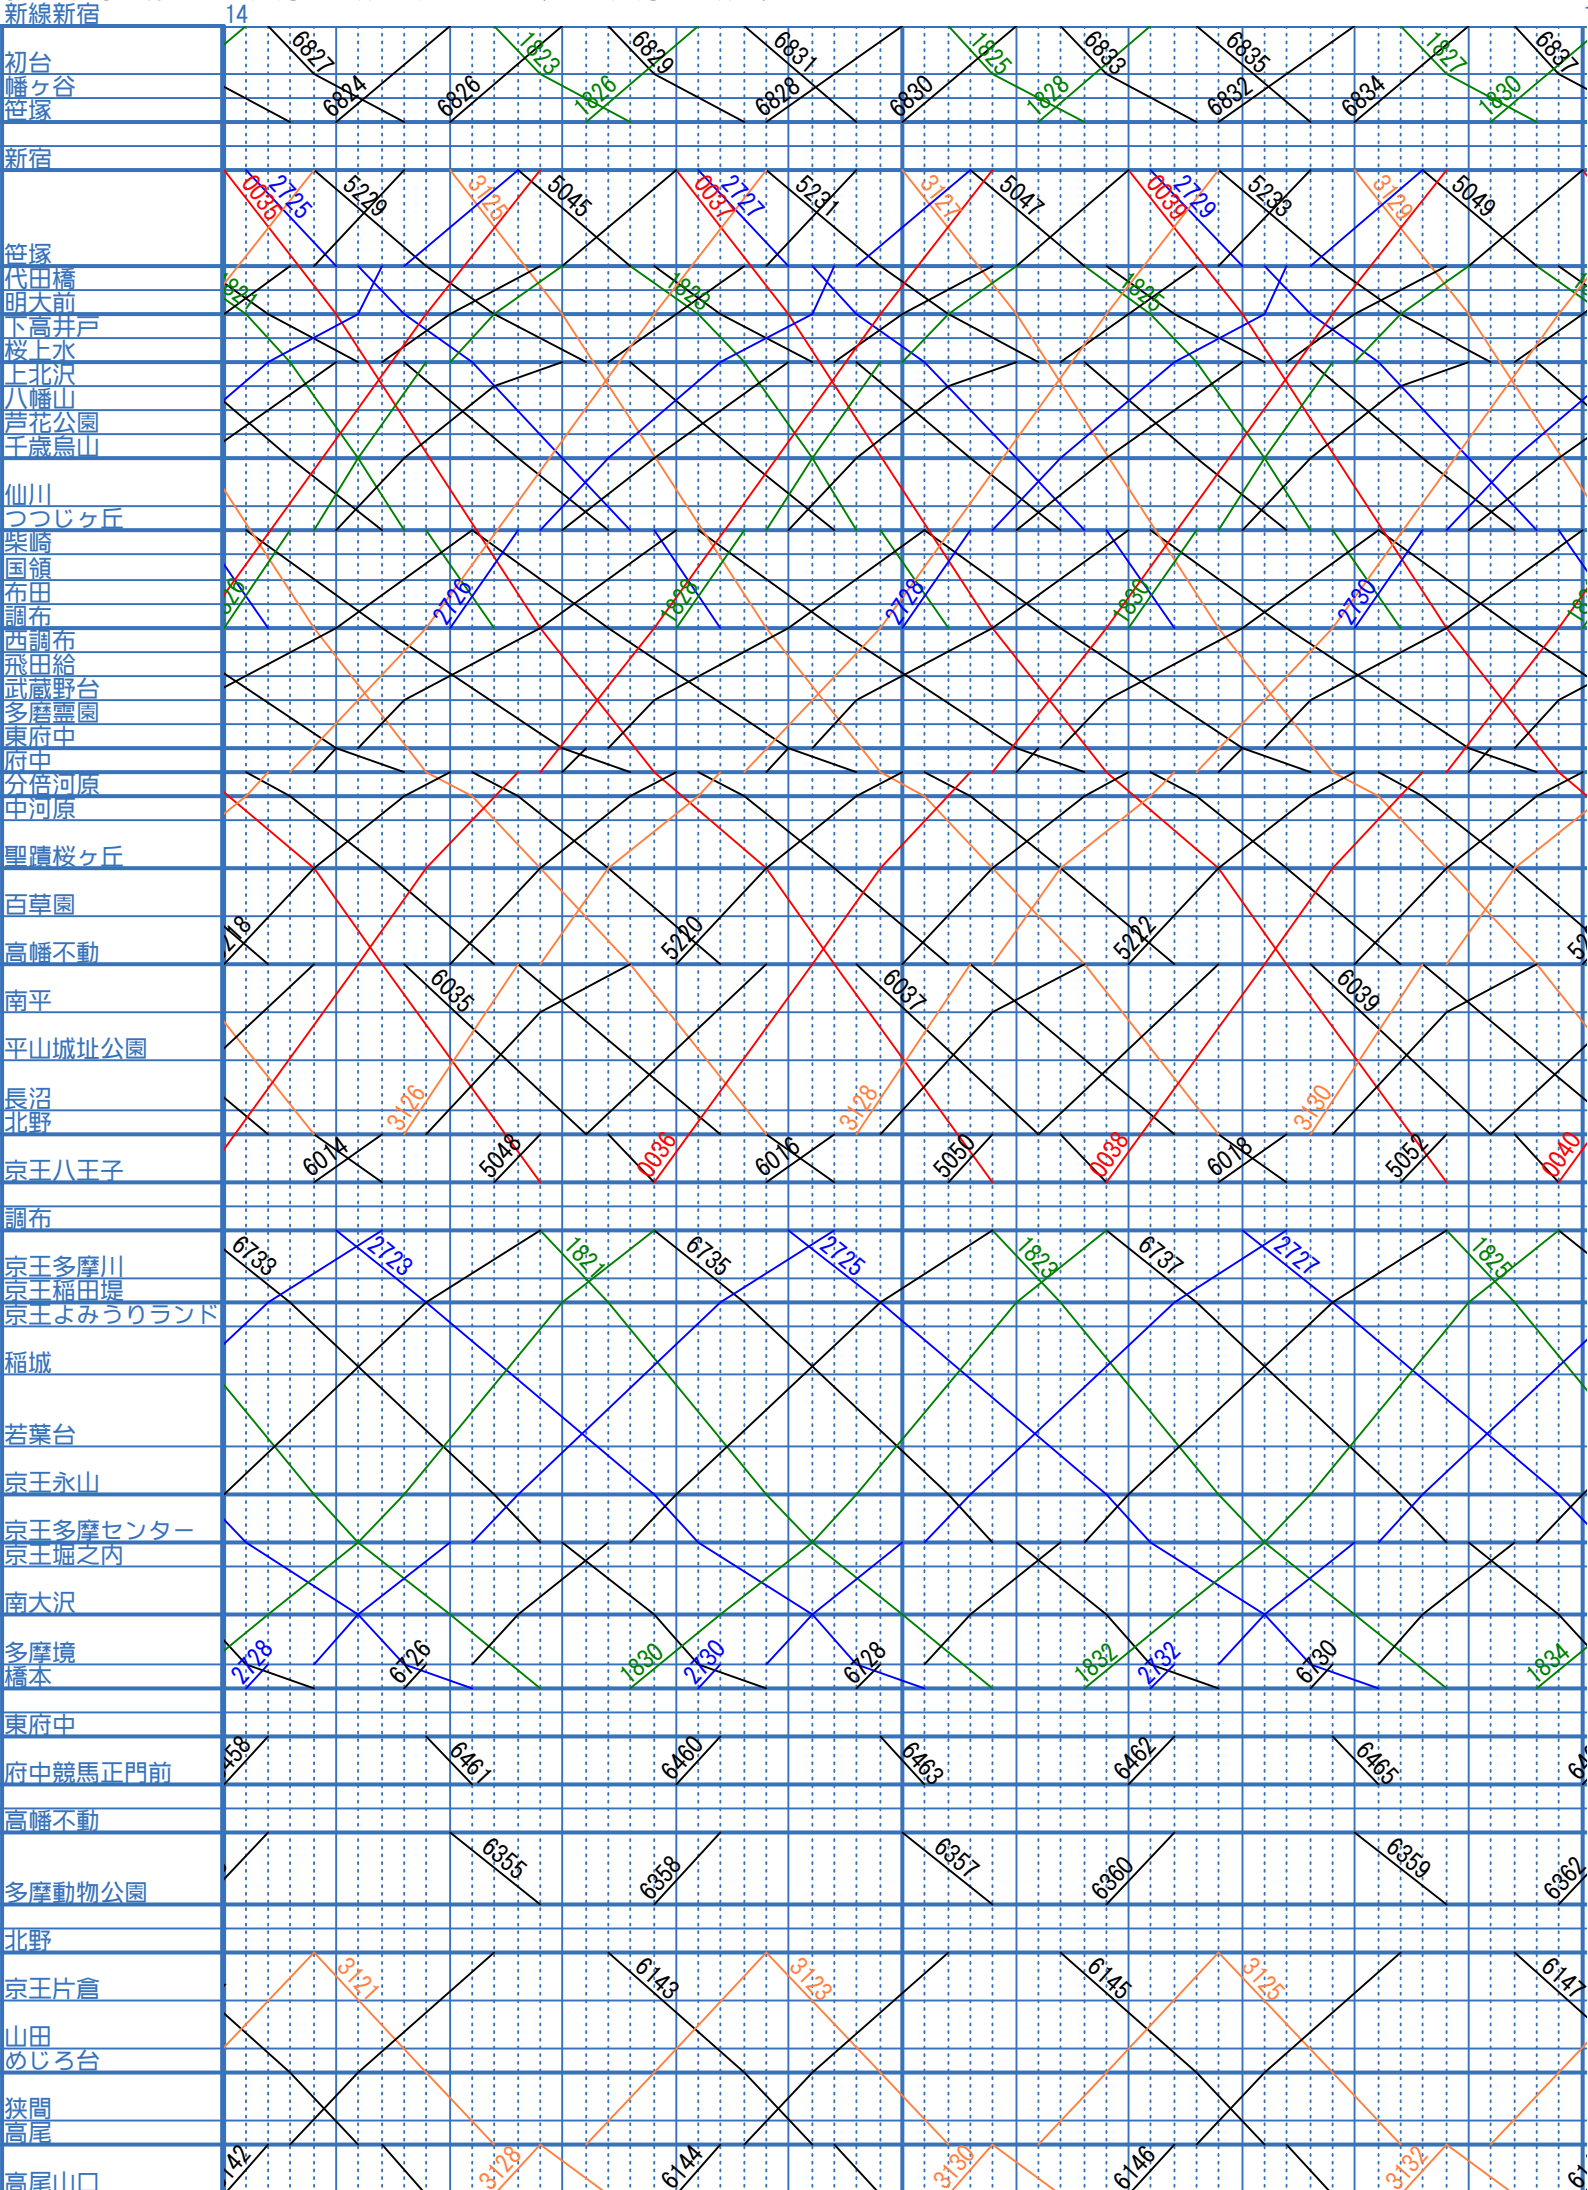 新線新宿 14
初台 6827 1823 6829 6831 1825 6833 6835 1827 6837
幡ヶ谷 6824 6826 1826 6828 6830 1828 6832 6834 1830
笹塚
新宿
0035 2725 5229 3125 5045 0037 2727 5231 3127 5047 0039 2729 5233 3129 5049
笹塚
代田橋
明大前 1823 1825
下高井戸
桜上水
上北沢
八幡山
芦花公園
千歳烏山
仙川
つつじヶ丘
柴崎
国領
布田 2726 1828 2728 1830 2730
調布
西調布
飛田給
武蔵野台
多磨霊園
東府中
府中
分倍河原
中河原
聖蹟桜ヶ丘
百草園
高幡不動 5220 5222
南平 6035 6037 6039
平山城址公園
長沼 3126 3128 3130
北野
京王八王子 6014 5048 0036 6016 5050 0038 6018 5052 0040
調布
京王多摩川 6733 2723 1821 6735 2725 1823 6737 2727 1825
京王稲田堤
京王よみうりランド
稲城
若葉台
京王永山
京王多摩センター
京王堀之内
南大沢
多摩境 2728 6726 1830 2730 6728 1832 2732 6730 1834
橋本
東府中
府中競馬正門前 458 6461 6460 6463 6462 6465
高幡不動
多摩動物公園 6355 6358 6357 6360 6359 6362
北野
京王片倉 3121 6143 3123 6145 3125 6147
山田
めじろ台
狭間
高尾
高尾山口 142 3128 6144 3130 6146 3132